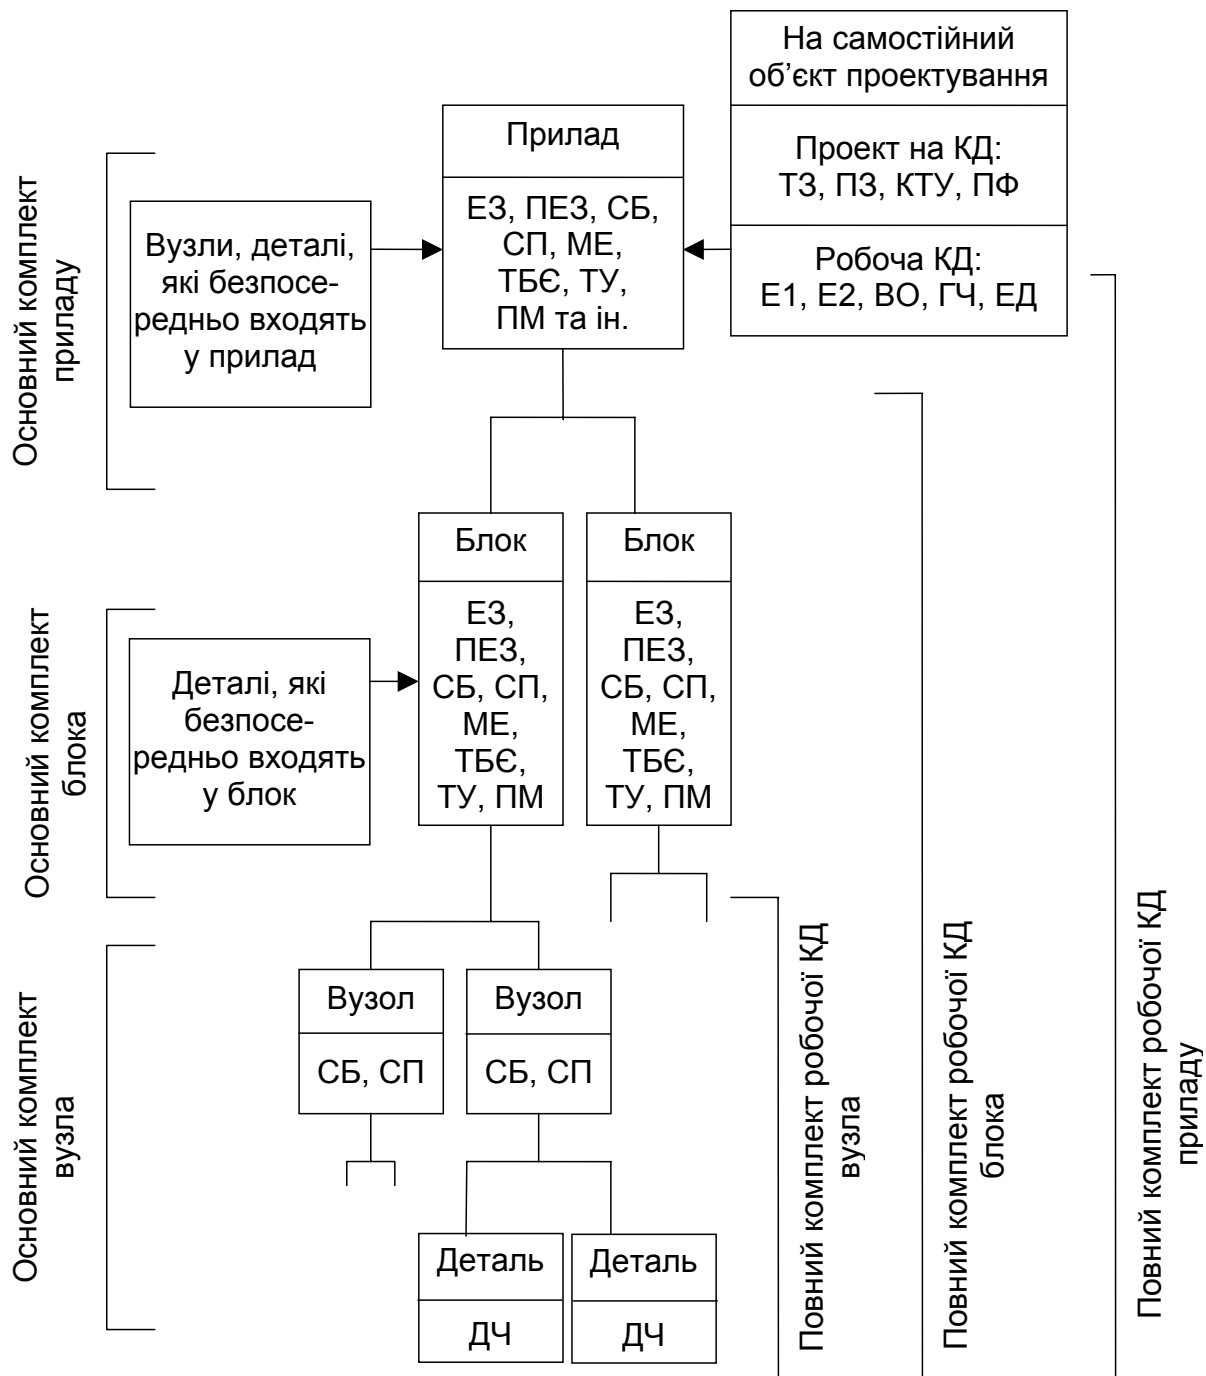 На самостійний
об’єкт проектування
Проект на КД:
ТЗ, ПЗ, КТУ, ПФ
Робоча КД:
Е1, Е2, ВО, ГЧ, ЕД
Прилад
ЕЗ, ПЕЗ, СБ,
СП, МЕ,
ТБЄ, ТУ,
ПМ та ін.
Вузли, деталі,
які безпосе-
редньо входять
у прилад
Основний комплект
приладу
Блок
ЕЗ,
ПЕЗ,
СБ, СП,
МЕ,
ТБЄ,
ТУ, ПМ
Блок
ЕЗ,
ПЕЗ,
СБ, СП,
МЕ,
ТБЄ,
ТУ, ПМ
Деталі, які
безпосе-
редньо входять
у блок
Основний комплект
блока
Вузол
СБ, СП
Вузол
СБ, СП
Основний комплект
вузла
Деталь
ДЧ
Деталь
ДЧ
Повний комплект робочої КД
вузла
Повний комплект робочої КД
блока
Повний комплект робочої КД
приладу